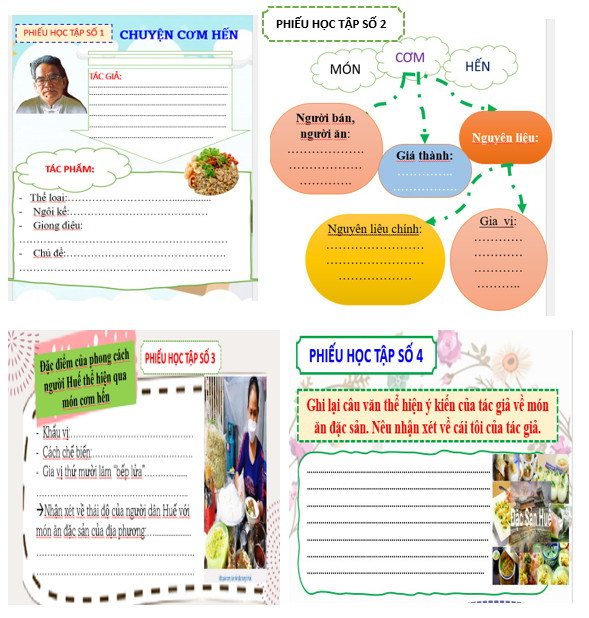 PHIẾU HỌC TẬP SỐ 1
CHUYỆN CƠM HẾN
TÁC GIẢ:
TÁC PHẨM:
- Thể loại:
- Ngôi kể:
- Giọng điệu:
- Chủ đề:
PHIẾU HỌC TẬP SỐ 2
MÓN
CƠM
HẾN
Người bán,
người ăn:
Giá thành:
Nguyên liệu:
Nguyên liệu chính:
Gia vị:
Đặc điểm của phong cách
người Huế thể hiện qua
món cơm hến
PHIẾU HỌC TẬP SỐ 3
- Khẩu vị:
- Cách chế biến:
- Gia vị thứ mười làm “bếp lửa”
→Nhận xét về thái độ của người dân Huế với
món ăn đặc sản của địa phương:
PHIẾU HỌC TẬP SỐ 4
Ghi lại câu văn thể hiện ý kiến của tác giả về món
ăn đặc sản. Nêu nhận xét về cái tôi của tác giả.
Đặc Sản Huế